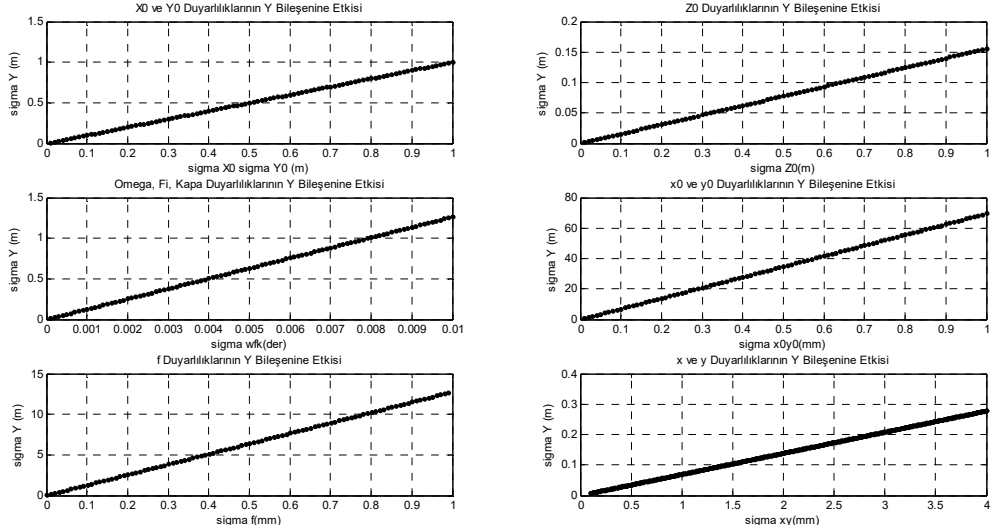 X0 ve Y0 Duyarlılıklarının Y Bileşenine Etkisi
1.5
1
0.5
0
sigma Y (m)
0.1 0.2 0.3 0.4 0.5 0.6 0.7 0.8 0.9 1
sigma X0 sigma Y0 (m)
Z0 Duyarlılıklarının Y Bileşenine Etkisi
0.2
0.15
0.1
0.05
0
sigma Y (m)
0.1 0.2 0.3 0.4 0.5 0.6 0.7 0.8 0.9 1
sigma Z0(m)
Omega, Fi, Kapa Duyarlılıklarının Y Bileşenine Etkisi
1.5
1
0.5
0
sigma Y (m)
0.001 0.002 0.003 0.004 0.005 0.006 0.007 0.008 0.009 0.01
sigma wfk(der)
x0 ve y0 Duyarlılıklarının Y Bileşenine Etkisi
80
60
40
20
0
sigma Y (m)
0.1 0.2 0.3 0.4 0.5 0.6 0.7 0.8 0.9 1
sigma x0y0(mm)
f Duyarlılıklarının Y Bileşenine Etkisi
15
10
5
0
sigma Y (m)
0 0.1 0.2 0.3 0.4 0.5 0.6 0.7 0.8 0.9 1
sigma f(mm)
x ve y Duyarlılıklarının Y Bileşenine Etkisi
0.4
0.3
0.2
0.1
0
sigma Y (m)
0 0.5 1 1.5 2 2.5 3 3.5 4
sigma xy(mm)